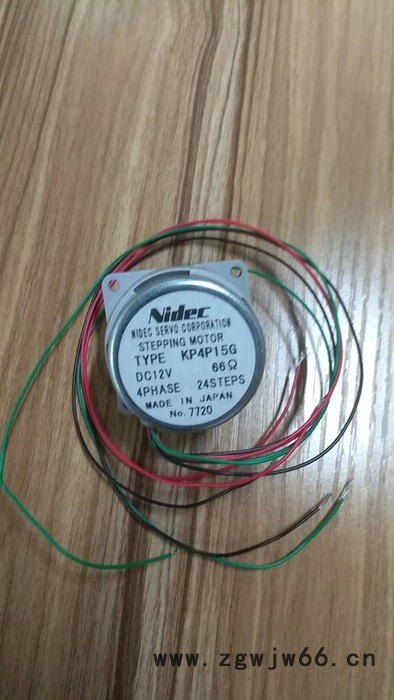 Nidec
NIDEC SERVO CORPORATION
STEPPING MOTOR
TYPE KP4P15G
DC12V 66Ω
4PHASE 24STEPS
MADE IN JAPAN
No. 7720
www.zgwjw66.cn